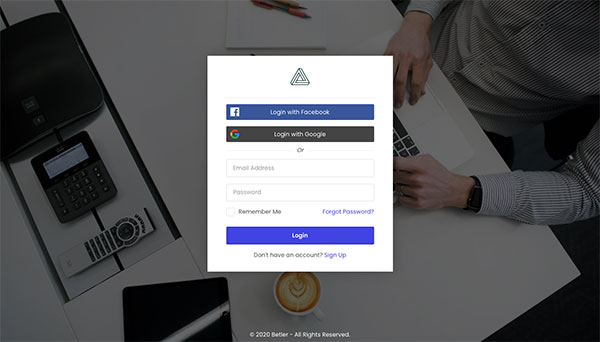 Login with Facebook
Login with Google
Or
Email Address
Password
Remember Me
Forgot Password?
Login
Don't have an account? Sign Up
© 2020 Betler - All Rights Reserved.